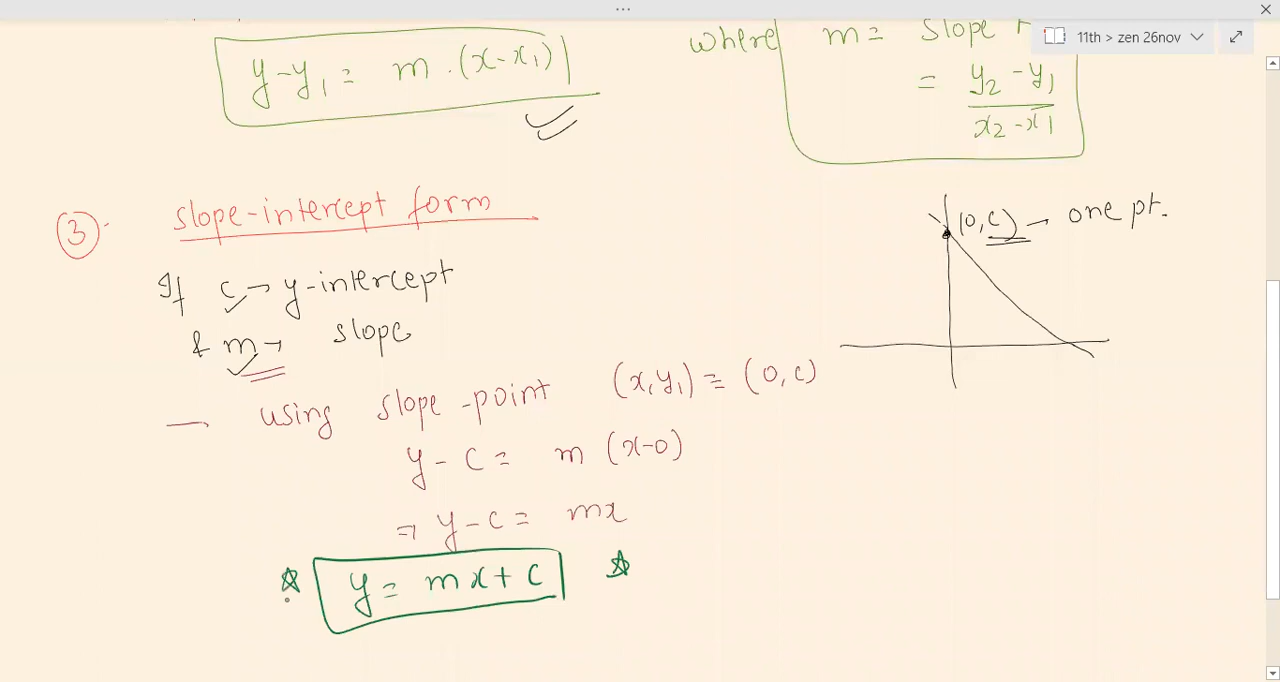 11th > zen 26nov
y-y₁ = m.(x-x₁)
where m = slope
= y₂-y₁
x₂-x₁
③ slope-intercept form
(0,c) → one pt.
If c → y-intercept
& m → slope
— using slope-point (x,y₁) = (0,c)
y-c = m (x-0)
⇒ y-c = mx
☆ y = mx+c ☆